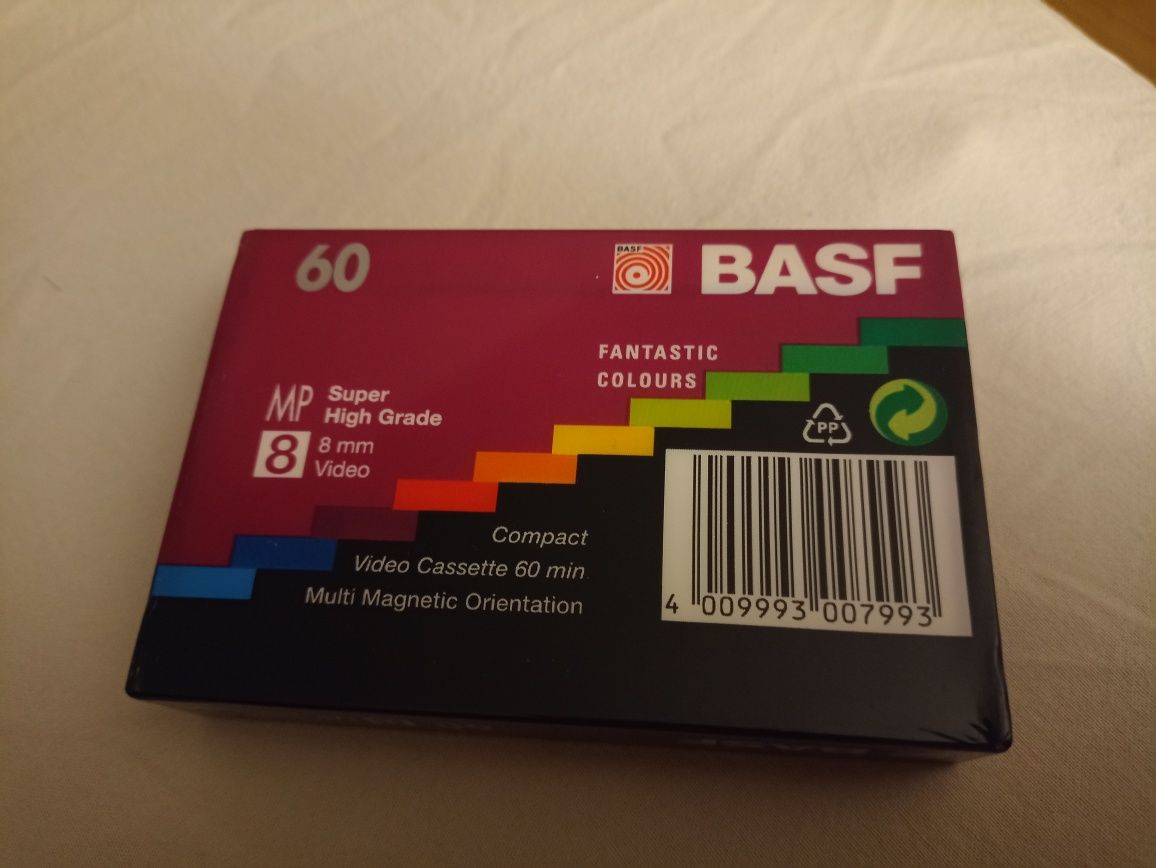 60
BASF
BASF
FANTASTIC
COLOURS
MP Super
High Grade
8 8 mm
Video
PP
Compact
Video Cassette 60 min
Multi Magnetic Orientation
4 009993 007993